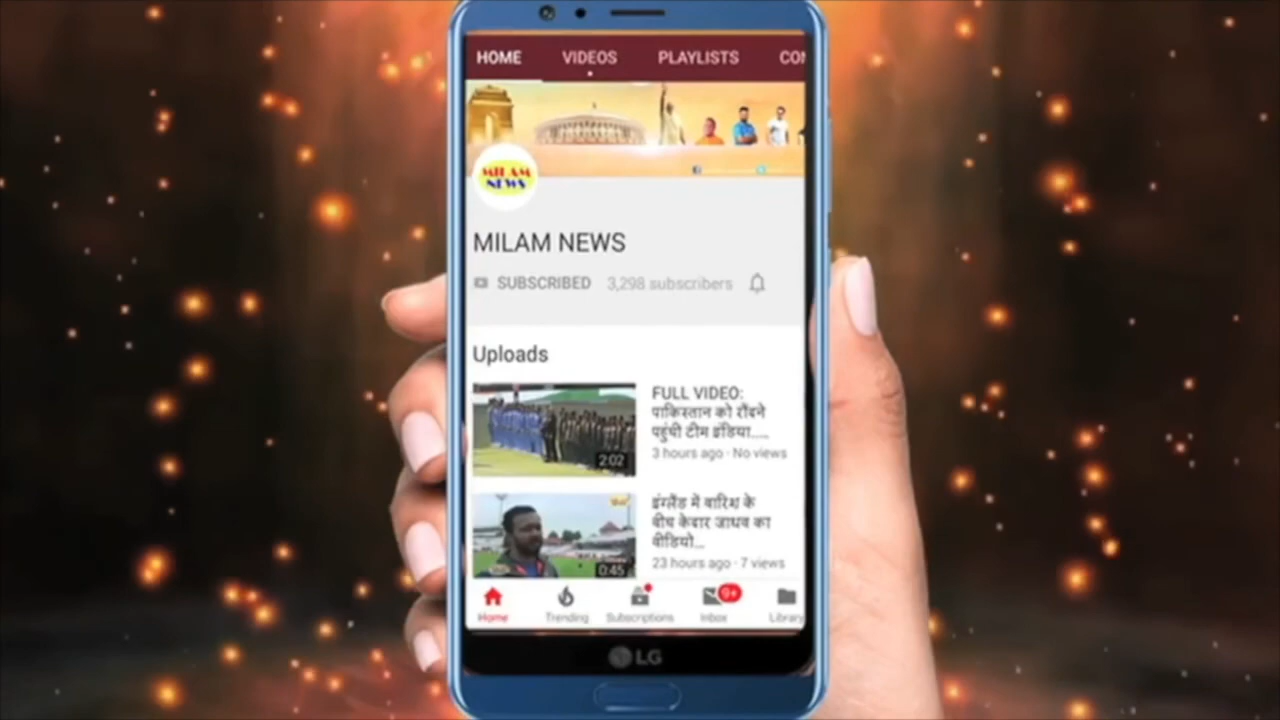 HOME VIDEOS PLAYLISTS CON
MILAM
NEWS
MILAM NEWS
SUBSCRIBED 3,298 subscribers
Uploads
FULL VIDEO:
पाकिस्तान को रौंदने
पहुंची टीम इंडिया.....
3 hours ago · No views
2:02
इंग्लैंड में बारिश के
बीच केदार जाधव का
वीडियो...
23 hours ago · 7 views
0:45
9+
Home Trending Subscriptions Inbox Library
LG